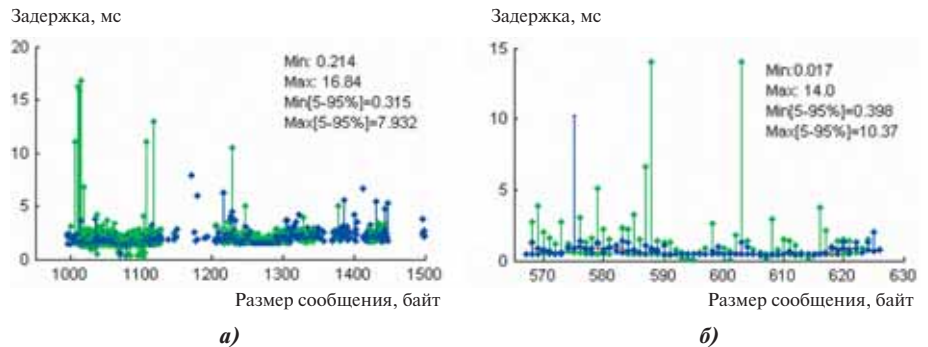 Задержка, мс
20
15
10
5
0
1000
1100
1200
1300
1400
1500
Min: 0.214
Max: 16.84
Min[5-95%]=0.315
Max[5-95%]=7.932
Размер сообщения, байт
а)
Задержка, мс
15
10
5
0
570
580
590
600
610
620
630
Min:0.017
Max: 14.0
Min[5-95%]=0.398
Max[5-95%]=10.37
Размер сообщения, байт
б)